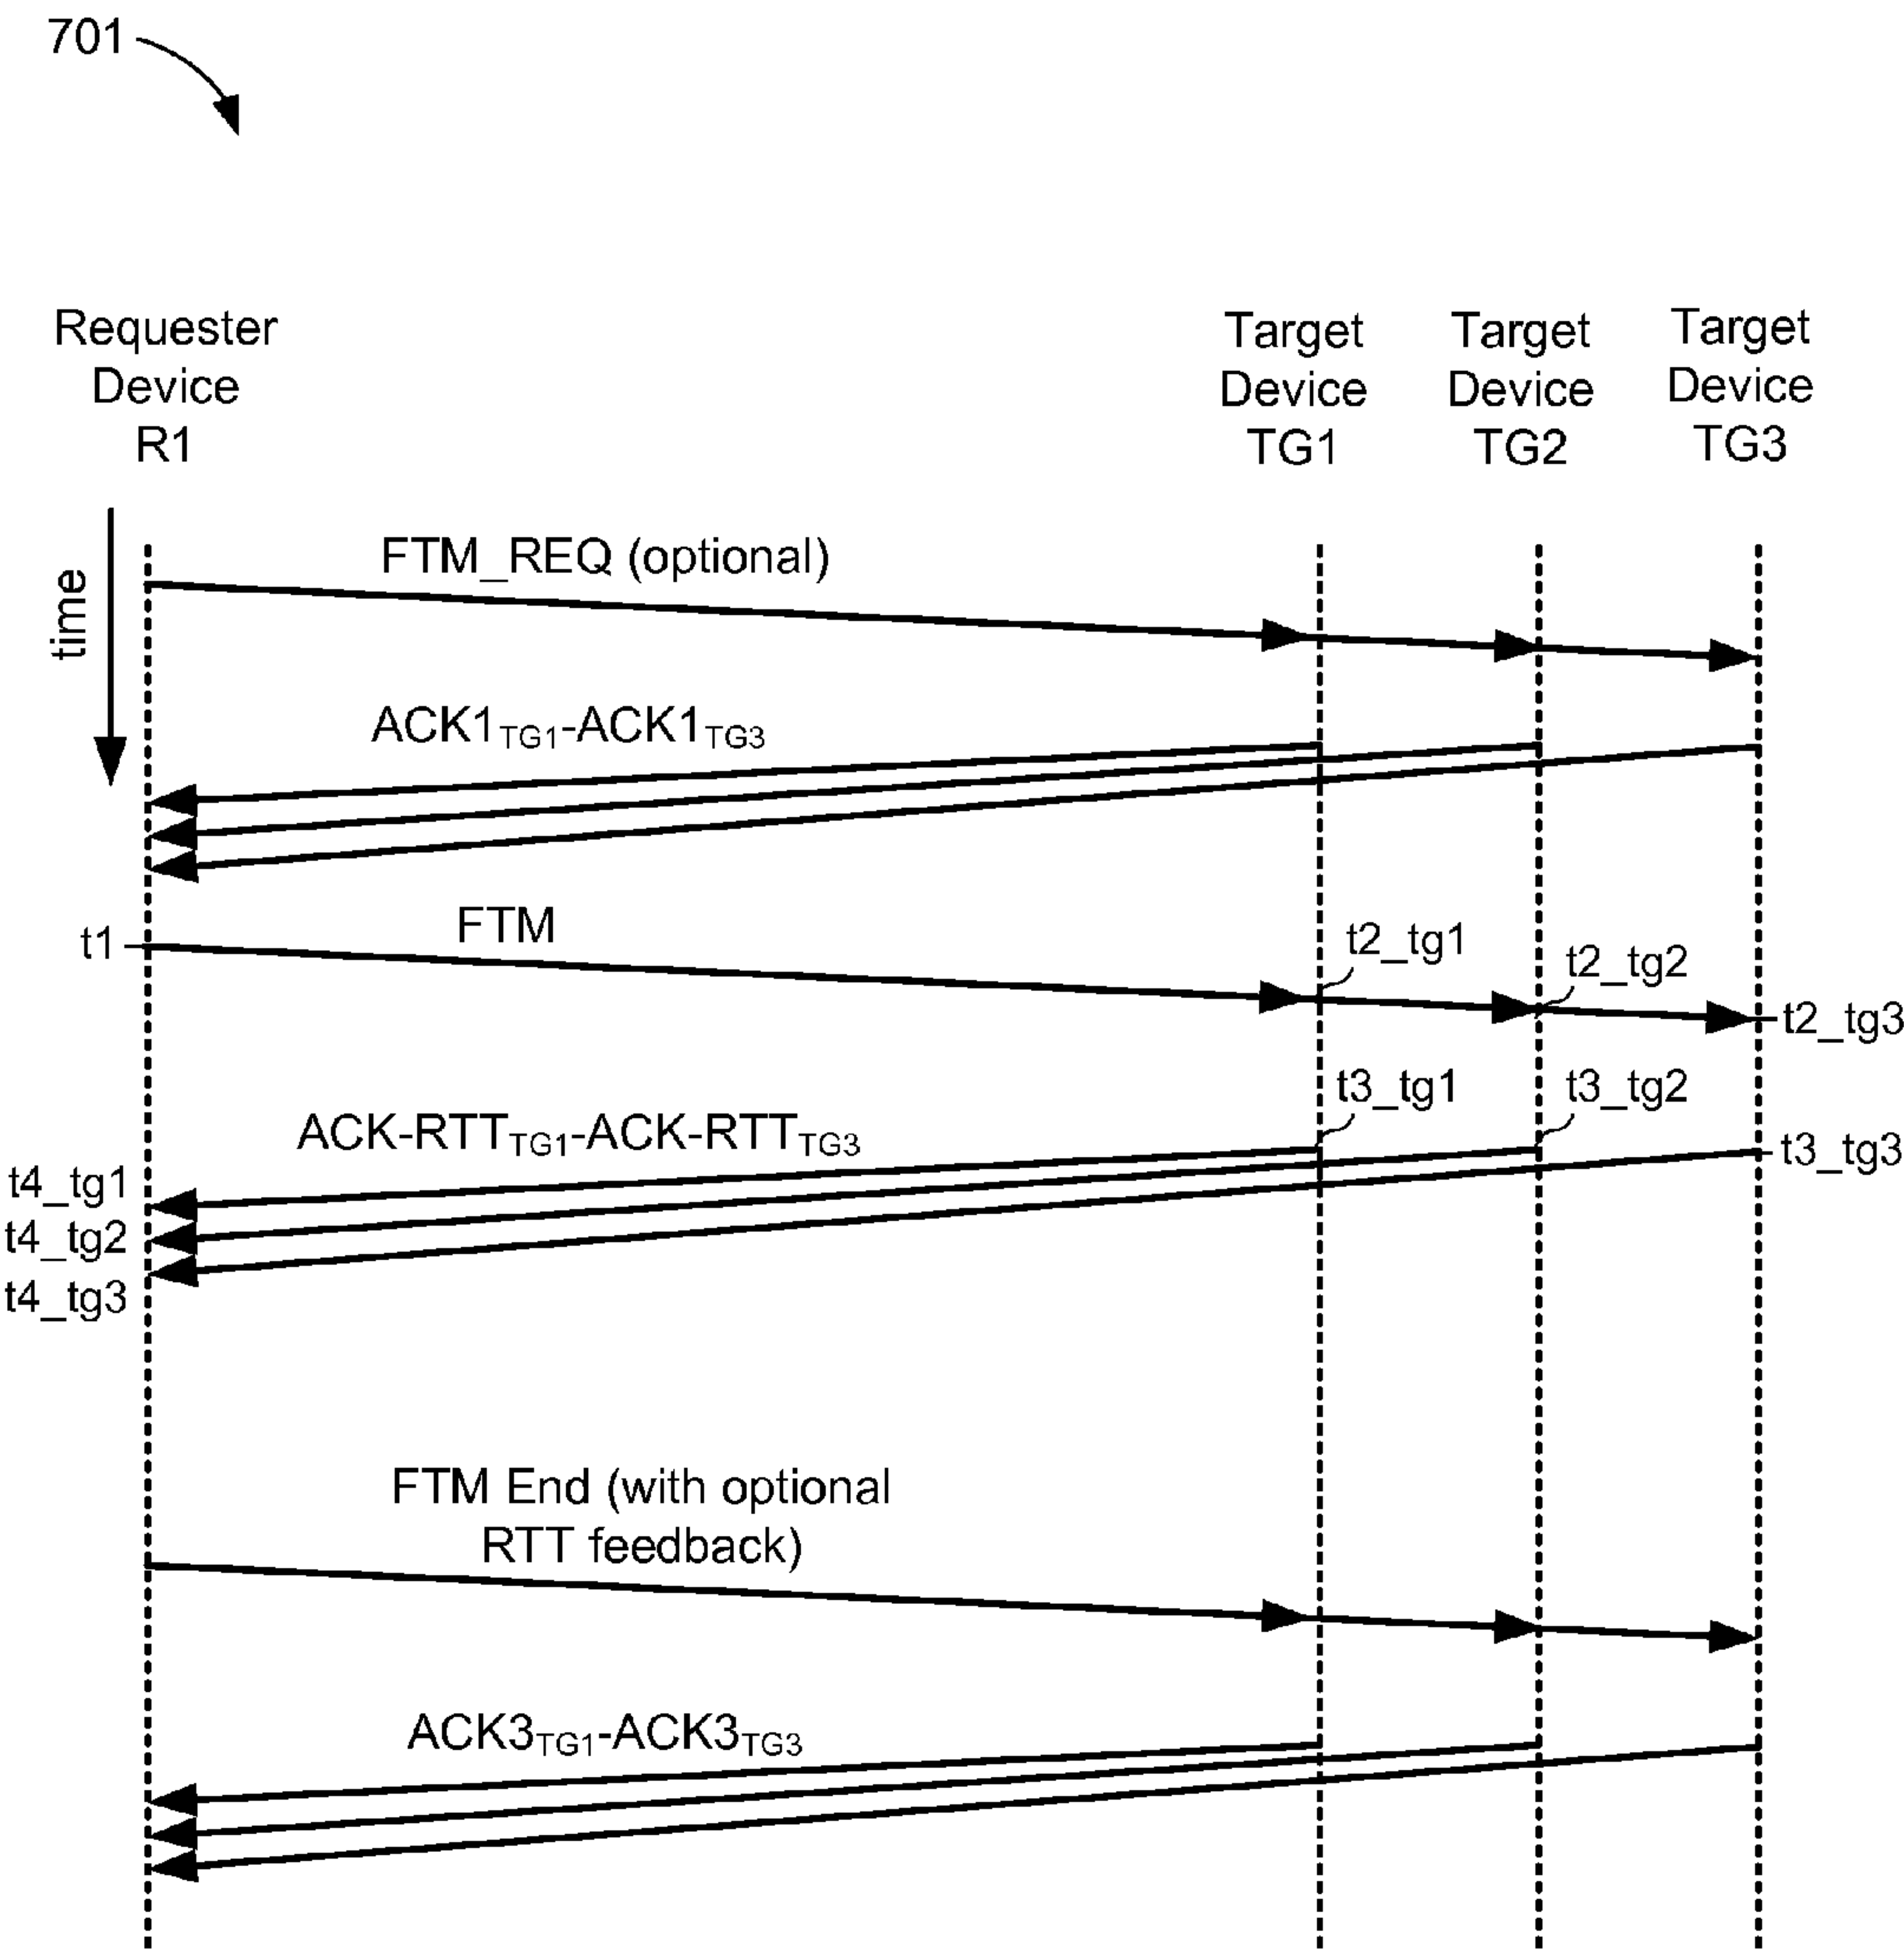 701
Requester
Device
R1
Target
Device
TG1
Target
Device
TG2
Target
Device
TG3
time
FTM_REQ (optional)
ACK1TG1-ACK1TG3
t1
FTM
t2_tg1
t2_tg2
t2_tg3
t3_tg1
t3_tg2
t3_tg3
ACK-RTTTG1-ACK-RTTTG3
t4_tg1
t4_tg2
t4_tg3
FTM End (with optional
RTT feedback)
ACK3TG1-ACK3TG3